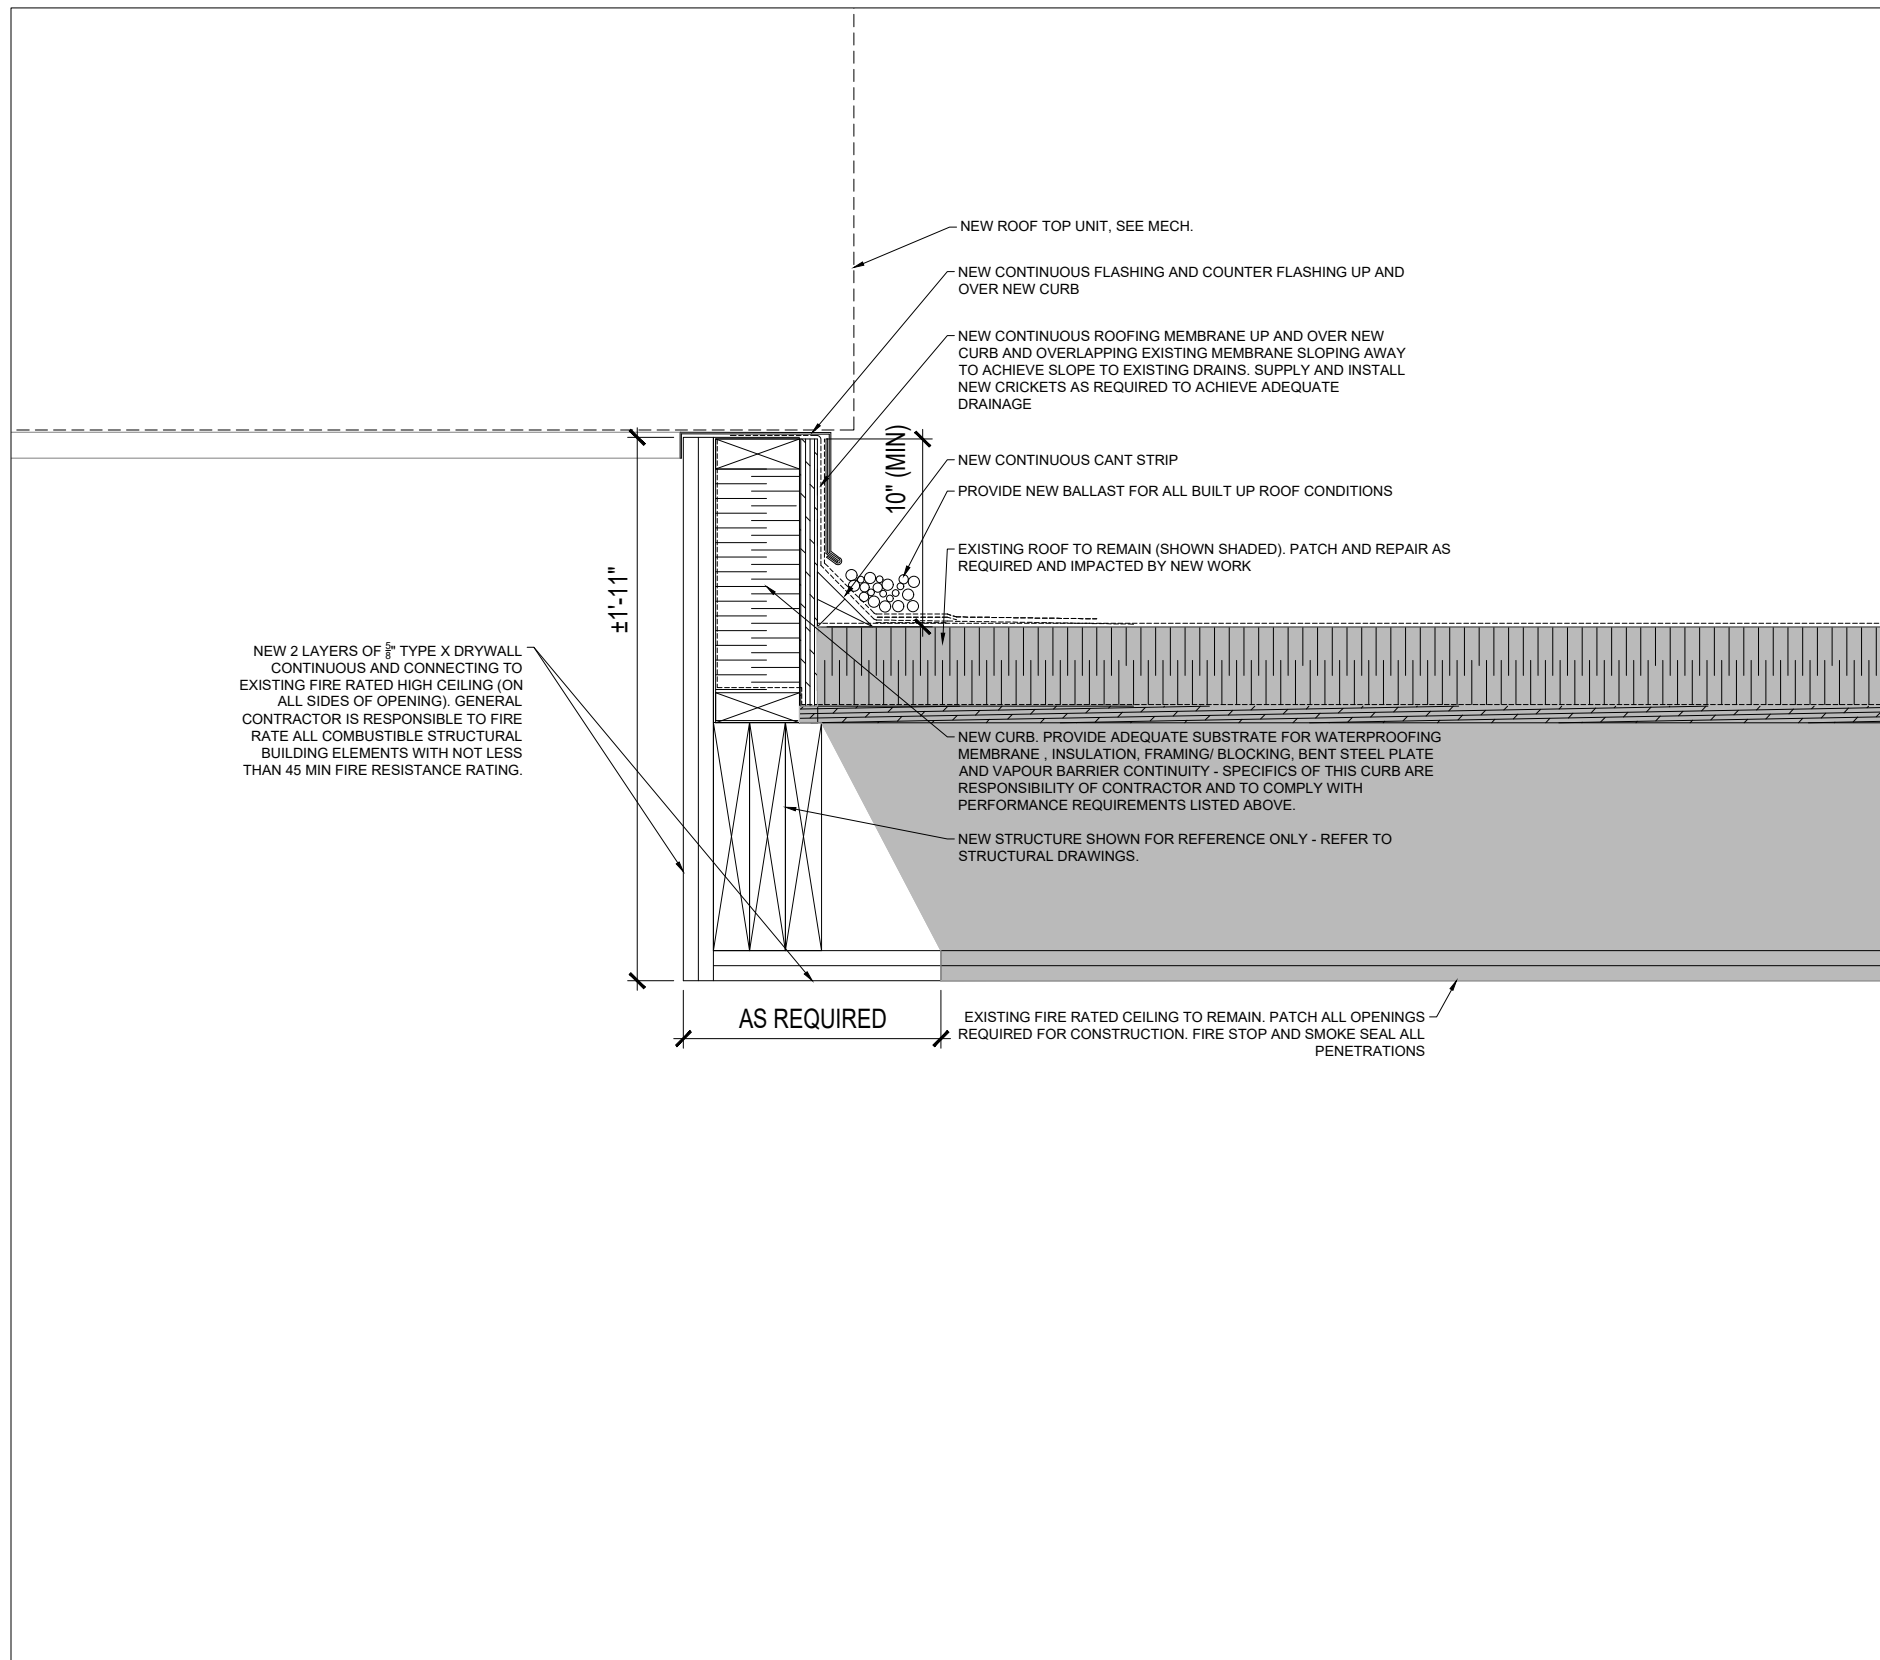 NEW ROOF TOP UNIT, SEE MECH.
NEW CONTINUOUS FLASHING AND COUNTER FLASHING UP AND
OVER NEW CURB
NEW CONTINUOUS ROOFING MEMBRANE UP AND OVER NEW
CURB AND OVERLAPPING EXISTING MEMBRANE SLOPING AWAY
TO ACHIEVE SLOPE TO EXISTING DRAINS. SUPPLY AND INSTALL
NEW CRICKETS AS REQUIRED TO ACHIEVE ADEQUATE
DRAINAGE
10" (MIN)
NEW CONTINUOUS CANT STRIP
PROVIDE NEW BALLAST FOR ALL BUILT UP ROOF CONDITIONS
EXISTING ROOF TO REMAIN (SHOWN SHADED). PATCH AND REPAIR AS
REQUIRED AND IMPACTED BY NEW WORK
±1'-11"
NEW 2 LAYERS OF 5/8" TYPE X DRYWALL
CONTINUOUS AND CONNECTING TO
EXISTING FIRE RATED HIGH CEILING (ON
ALL SIDES OF OPENING). GENERAL
CONTRACTOR IS RESPONSIBLE TO FIRE
RATE ALL COMBUSTIBLE STRUCTURAL
BUILDING ELEMENTS WITH NOT LESS
THAN 45 MIN FIRE RESISTANCE RATING.
NEW CURB. PROVIDE ADEQUATE SUBSTRATE FOR WATERPROOFING
MEMBRANE , INSULATION, FRAMING/ BLOCKING, BENT STEEL PLATE
AND VAPOUR BARRIER CONTINUITY - SPECIFICS OF THIS CURB ARE
RESPONSIBILITY OF CONTRACTOR AND TO COMPLY WITH
PERFORMANCE REQUIREMENTS LISTED ABOVE.
NEW STRUCTURE SHOWN FOR REFERENCE ONLY - REFER TO
STRUCTURAL DRAWINGS.
AS REQUIRED
EXISTING FIRE RATED CEILING TO REMAIN. PATCH ALL OPENINGS
REQUIRED FOR CONSTRUCTION. FIRE STOP AND SMOKE SEAL ALL
PENETRATIONS